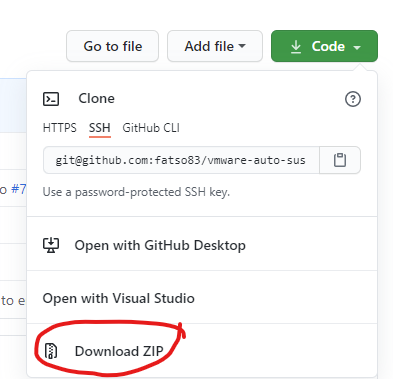 Go to file
Add file
Code
Clone
HTTPS
SSH
GitHub CLI
git@github.com:fatso83/vmware-auto-sus
o #7
Use a password-protected SSH key.
Open with GitHub Desktop
Open with Visual Studio
to e
Download ZIP